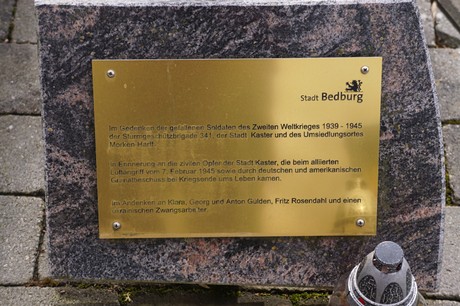 Stadt Bedburg
Im Gedenken der gefallenen Soldaten des Zweiten Weltkrieges 1939 - 1945
der Sturmgeschützbrigade 341, der Stadt Kaster und des Umsiedlungsortes
Morken-Harff.
In Erinnerung an die zivilen Opfer der Stadt Kaster, die beim alliierten
Luftangriff vom 7. Februar 1945 sowie durch deutschen und amerikanischen
Granatbeschuss bei Kriegsende ums Leben kamen.
Im Andenken an Klara, Georg und Anton Gülden, Fritz Rosendahl und einen
ukrainischen Zwangsarbeiter.